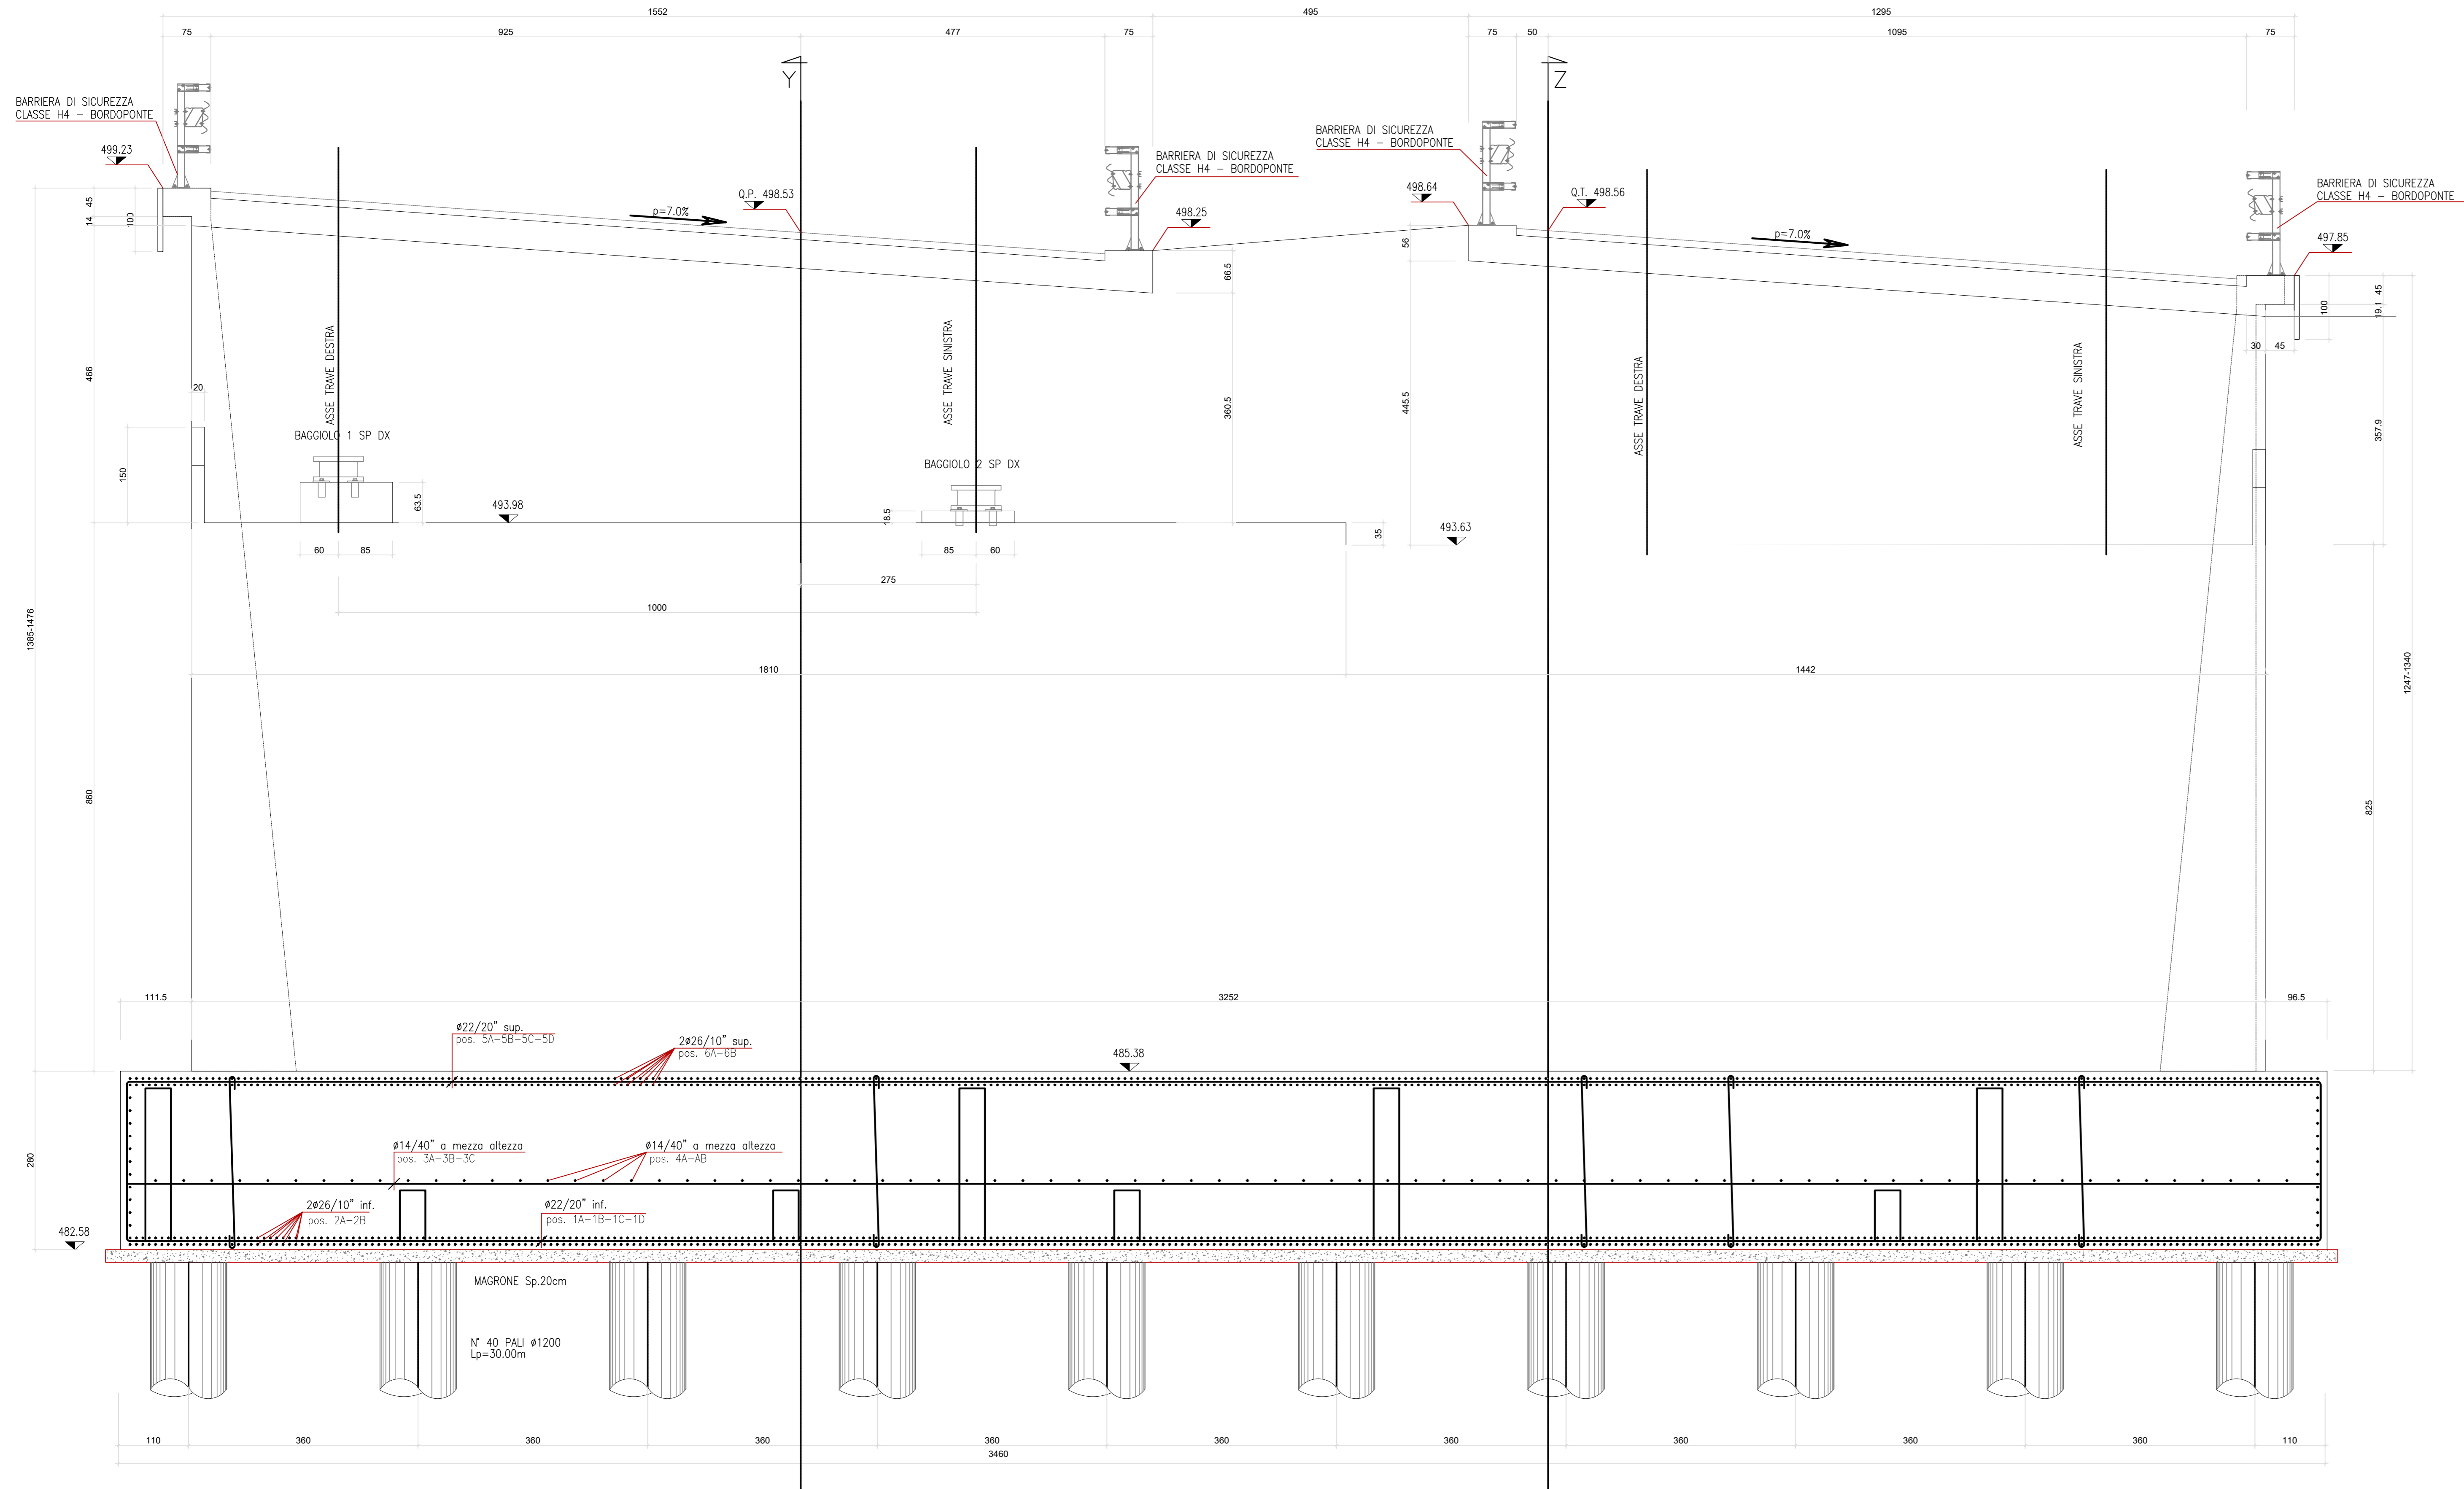 1552
495
1295
75
925
477
75
75
50
1095
75
Y
Z
BARRIERA DI SICUREZZA
CLASSE H4 - BORDOPONTE
BARRIERA DI SICUREZZA
CLASSE H4 - BORDOPONTE
BARRIERA DI SICUREZZA
CLASSE H4 - BORDOPONTE
BARRIERA DI SICUREZZA
CLASSE H4 - BORDOPONTE
499.23
Q.P. 498.53
498.25
498.64
Q.T. 498.56
497.85
p=7.0%
p=7.0%
45
14
100
66.5
56
100
45
19.1
30
45
466
20
ASSE TRAVE DESTRA
ASSE TRAVE SINISTRA
ASSE TRAVE DESTRA
ASSE TRAVE SINISTRA
360.5
445.5
357.9
BAGGIOLO 1 SP DX
BAGGIOLO 2 SP DX
150
63.5
493.98
18.5
35
493.63
60
85
85
60
275
1000
1385-1476
1810
1442
1247-1340
860
825
111.5
3252
96.5
ø22/20" sup.
pos. 5A-5B-5C-5D
2ø26/10" sup.
pos. 6A-6B
485.38
280
ø14/40" a mezza altezza
pos. 3A-3B-3C
ø14/40" a mezza altezza
pos. 4A-AB
2ø26/10" inf.
pos. 2A-2B
ø22/20" inf.
pos. 1A-1B-1C-1D
482.58
MAGRONE Sp.20cm
N° 40 PALI ø1200
Lp=30.00m
110
360
360
360
360
360
360
360
360
360
110
3460